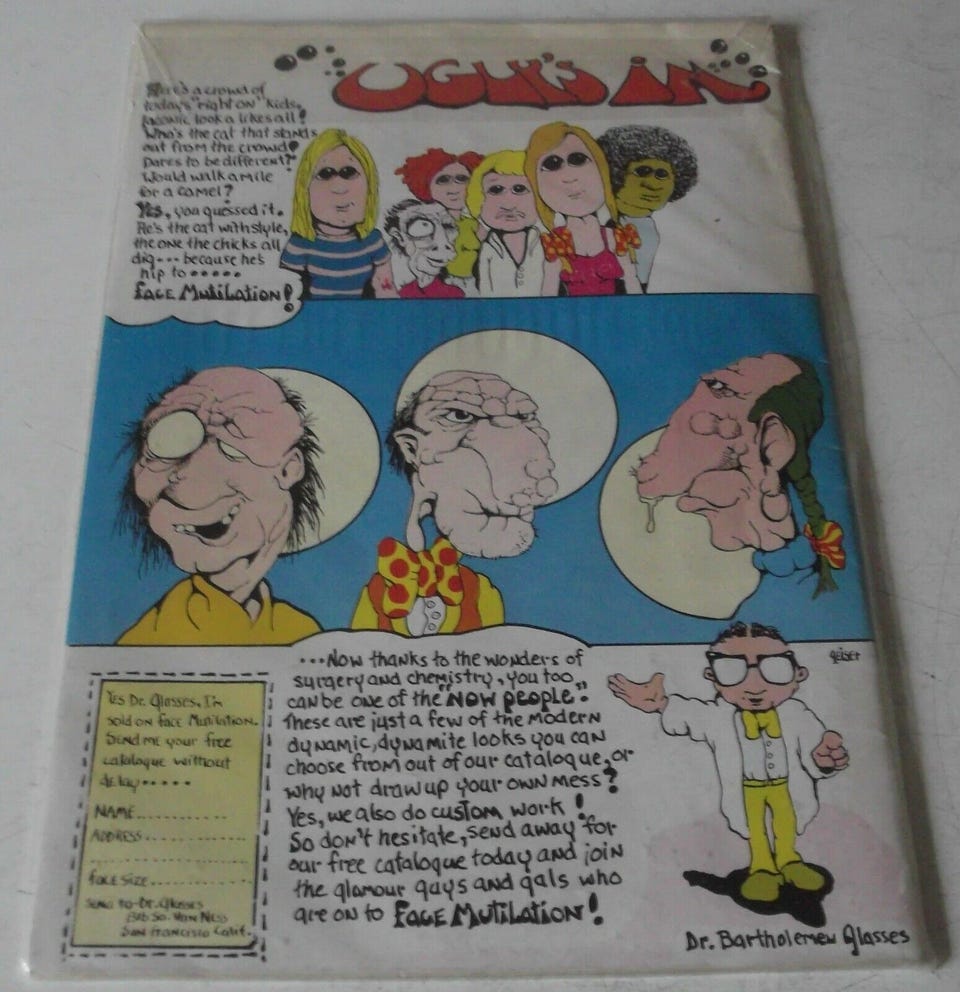 UGLY'S IN
Here's a crowd of
today's "right on" kids,
laconic look a likes all!
Who's the cat that stands
out from the crowd?
Dares to be different?
Would walk a mile
for a camel?
Yes, you guessed it.
He's the cat with style,
the one the chicks all
dig--- because he's
hip to •••••
FACE MUTILATION!
•••Now thanks to the wonders of
surgery and chemistry, you too,
can be one of the "NOW people."
These are just a few of the modern
dynamic, dynamite looks you can
choose from out of our catalogue, or
why not draw up your own mess?
Yes, we also do custom work!
So don't hesitate, send away for
our free catalogue today and join
the glamour guys and gals who
are on to FACE MUTILATION!
Yes Dr. Glasses, I'm
sold on face Mutilation.
Send me your free
catalogue without
delay•••••
NAME............
ADDRESS..............
....................
face size..............
Send to-Dr. Glasses
So. Van Ness
San Francisco Calif.
geiser
Dr. Bartholemew Glasses